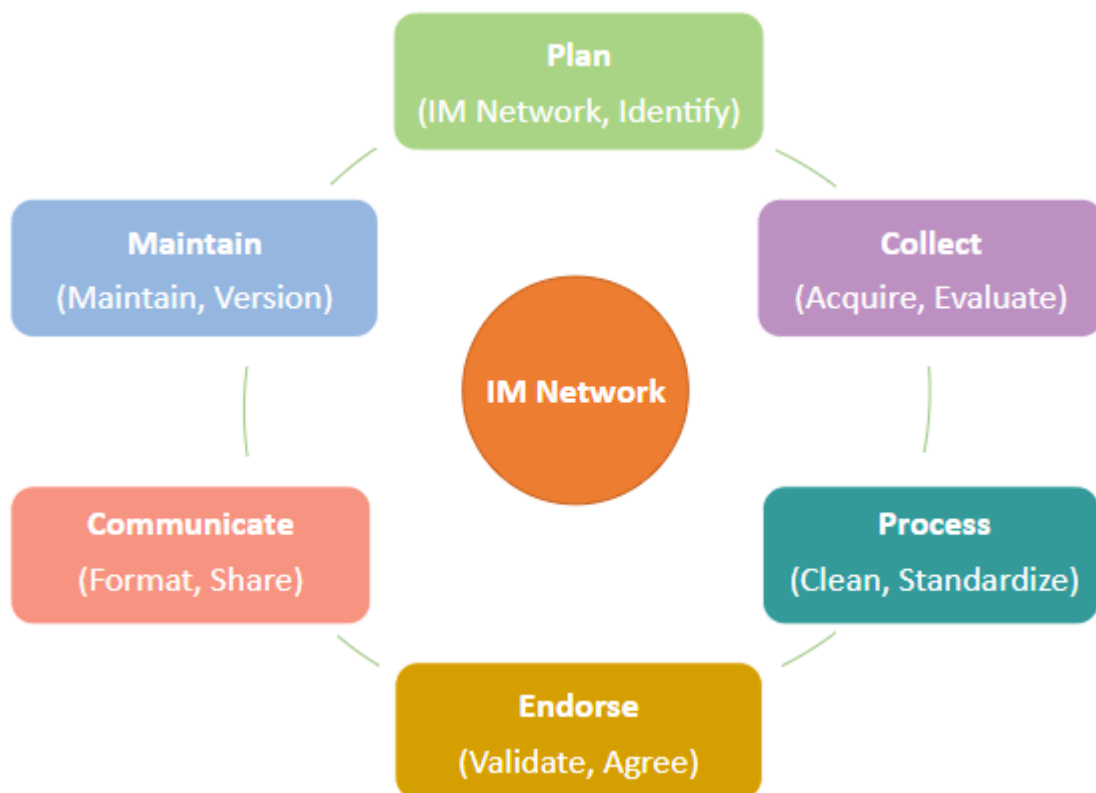 Plan
(IM Network, Identify)
Maintain
(Maintain, Version)
Collect
(Acquire, Evaluate)
IM Network
Communicate
(Format, Share)
Process
(Clean, Standardize)
Endorse
(Validate, Agree)